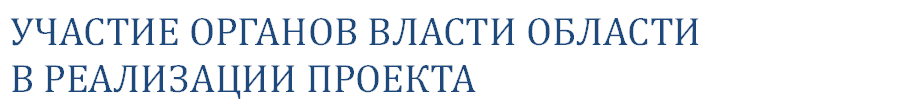 УЧАСТИЕ ОРГАНОВ ВЛАСТИ ОБЛАСТИ
В РЕАЛИЗАЦИИ ПРОЕКТА